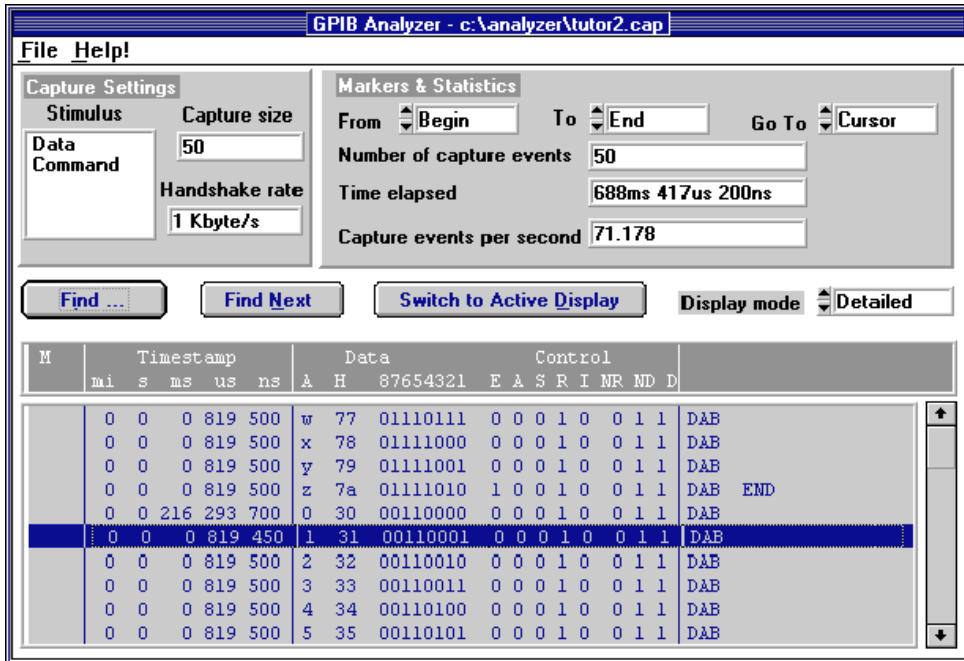 GPIB Analyzer - c:\analyzer\tutor2.cap
File Help!
Capture Settings
Stimulus
Data
Command
Capture size
50
Handshake rate
1 Kbyte/s
Markers & Statistics
From Begin To End Go To Cursor
Number of capture events 50
Time elapsed 688ms 417us 200ns
Capture events per second 71.178
Find ... Find Next Switch to Active Display Display mode Detailed
M Timestamp Data Control
mi s ms us ns A H 87654321 E A S R I NR ND D
0 0 0 819 500 w 77 01110111 0 0 0 1 0 0 1 1 DAB
0 0 0 819 500 x 78 01111000 0 0 0 1 0 0 1 1 DAB
0 0 0 819 500 y 79 01111001 0 0 0 1 0 0 1 1 DAB
0 0 0 819 500 z 7a 01111010 1 0 0 1 0 0 1 1 DAB END
0 0 216 293 700 0 30 00110000 0 0 0 1 0 0 1 1 DAB
0 0 0 819 450 1 31 00110001 0 0 0 1 0 0 1 1 DAB
0 0 0 819 500 2 32 00110010 0 0 0 1 0 0 1 1 DAB
0 0 0 819 500 3 33 00110011 0 0 0 1 0 0 1 1 DAB
0 0 0 819 500 4 34 00110100 0 0 0 1 0 0 1 1 DAB
0 0 0 819 500 5 35 00110101 0 0 0 1 0 0 1 1 DAB